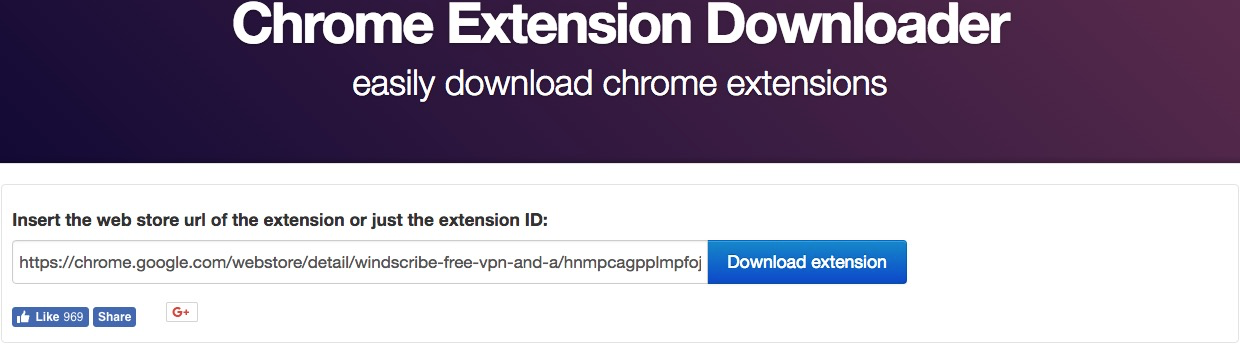 Chrome Extension Downloader
easily download chrome extensions
Insert the web store url of the extension or just the extension ID:
https://chrome.google.com/webstore/detail/windscribe-free-vpn-and-a/hnmpcagpplmpfoj
Download extension
Like 969 Share G+